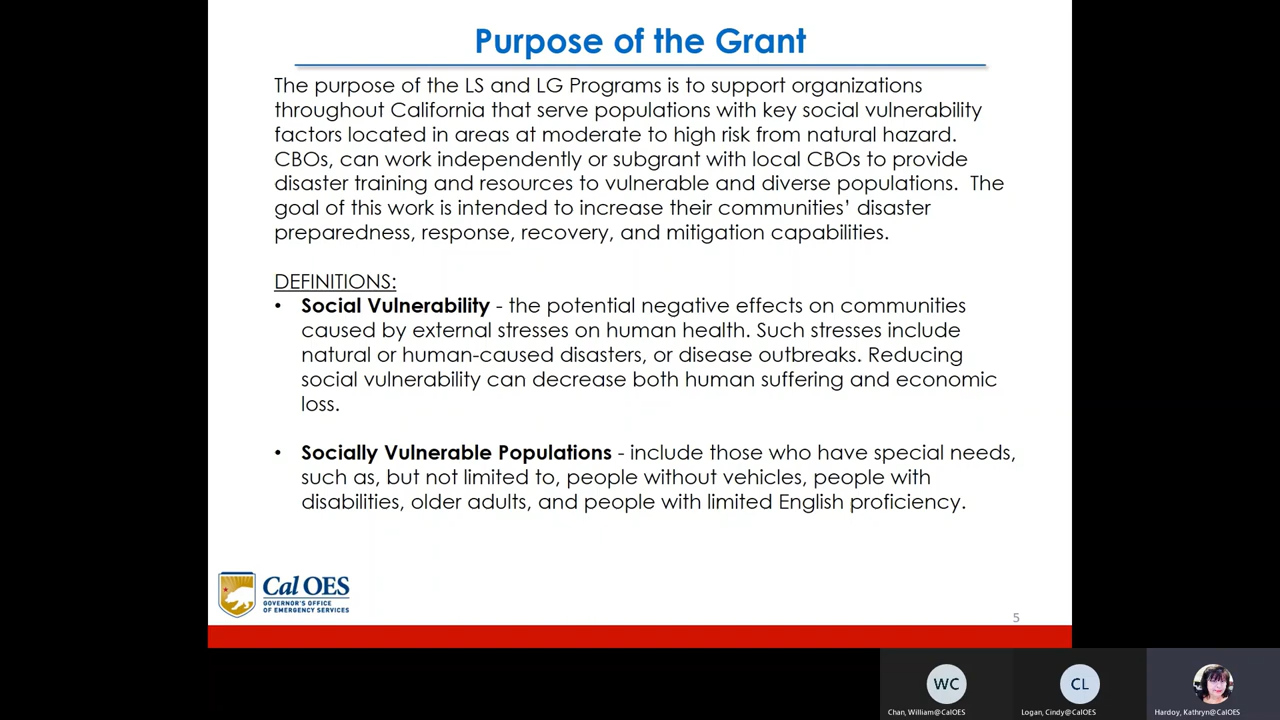 Purpose of the Grant
The purpose of the LS and LG Programs is to support organizations
throughout California that serve populations with key social vulnerability
factors located in areas at moderate to high risk from natural hazard.
CBOs, can work independently or subgrant with local CBOs to provide
disaster training and resources to vulnerable and diverse populations.  The
goal of this work is intended to increase their communities’ disaster
preparedness, response, recovery, and mitigation capabilities.
DEFINITIONS:
• Social Vulnerability - the potential negative effects on communities
caused by external stresses on human health. Such stresses include
natural or human-caused disasters, or disease outbreaks. Reducing
social vulnerability can decrease both human suffering and economic
loss.
• Socially Vulnerable Populations - include those who have special needs,
such as, but not limited to, people without vehicles, people with
disabilities, older adults, and people with limited English proficiency.
Cal OES
GOVERNOR'S OFFICE
OF EMERGENCY SERVICES
5
WC
CL
Chan, William@CalOES
Logan, Cindy@CalOES
Hardoy, Kathryn@CalOES